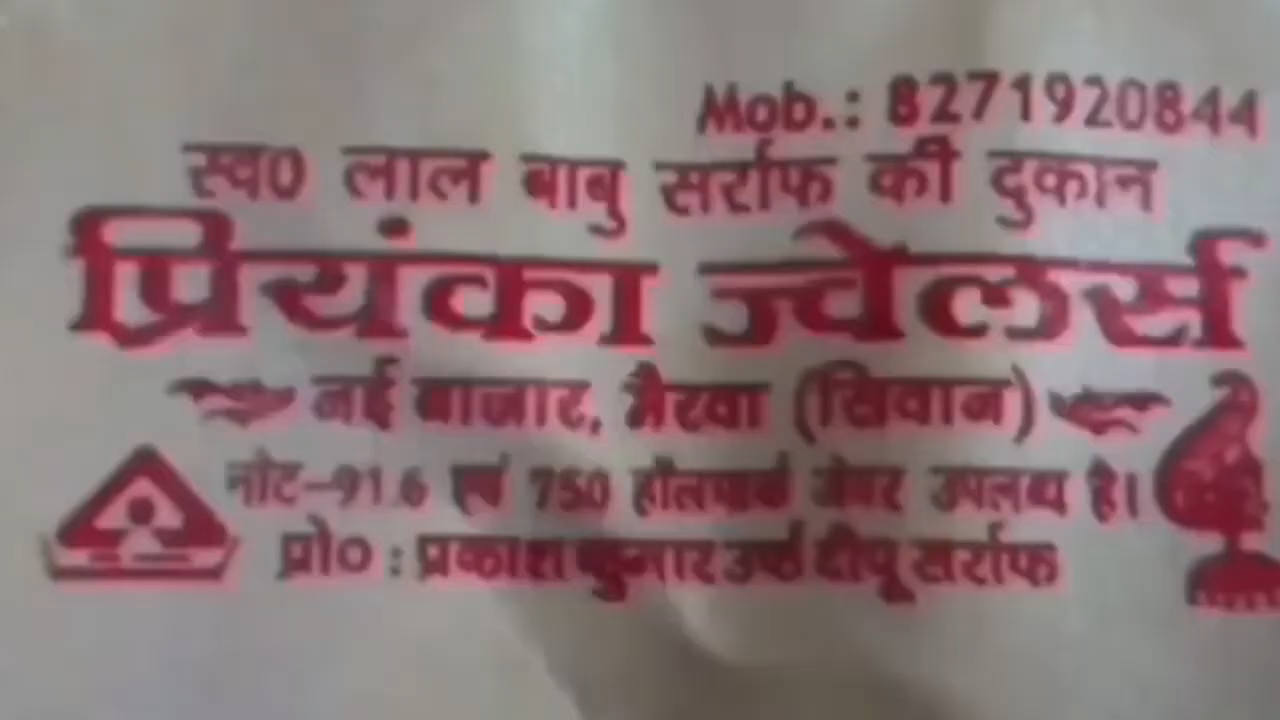 Mob.: 8271920844
स्व0 लाल बाबु सर्राफ की दुकान
प्रियंका ज्वेलर्स
नई बाजार, मैरवा (सिवान)
नोट-91.6 एवं 750 हॉलमार्क जेवर उपलब्ध है।
प्रो0 : प्रकाश कुमार उर्फ दीपू सर्राफ